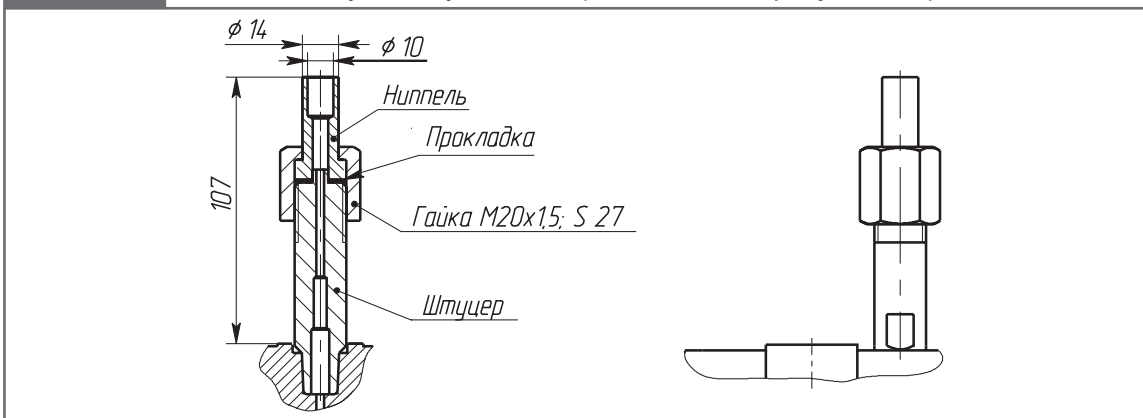 ϕ 14
ϕ 10
Ниппель
Прокладка
107
Гайка М20х1,5; S 27
Штуцер